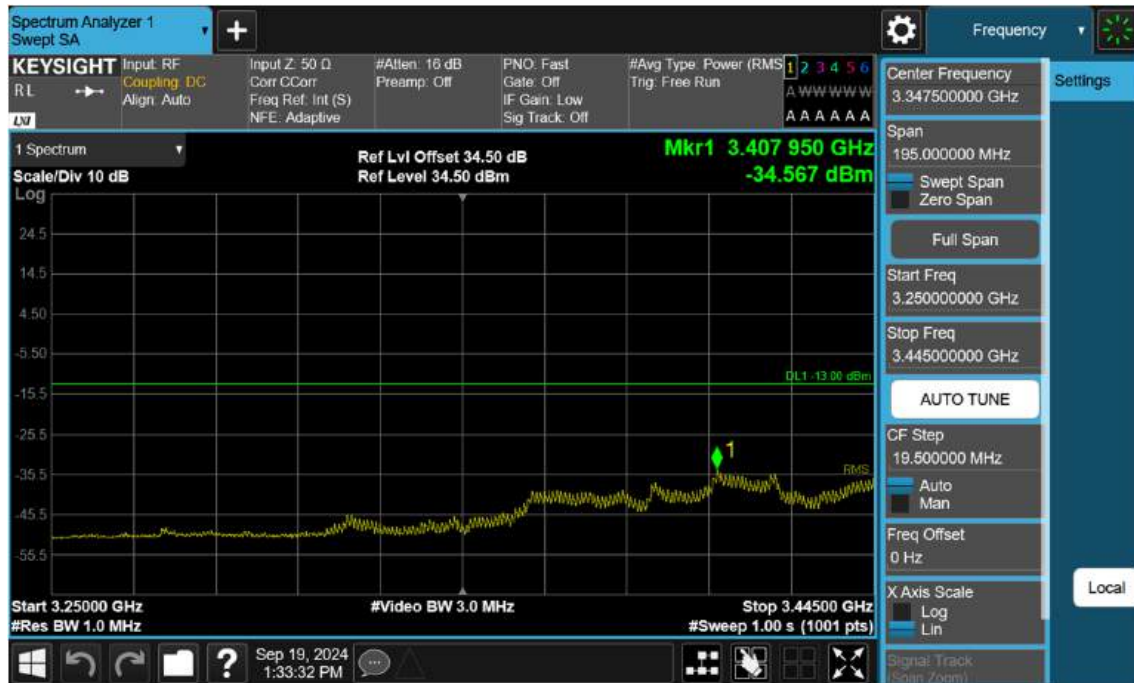 Spectrum Analyzer 1
Swept SA
Frequency
KEYSIGHT
RL
LXI
Input: RF
Coupling: DC
Align: Auto
Input Z: 50 Ω
Corr CCorr
Freq Ref: Int (S)
NFE: Adaptive
#Atten: 16 dB
Preamp: Off
PNO: Fast
Gate: Off
IF Gain: Low
Sig Track: Off
#Avg Type: Power (RMS
Trig: Free Run
1 2 3 4 5 6
A W W W W W
A A A A A A
1 Spectrum
Scale/Div 10 dB
Log
Ref Lvl Offset 34.50 dB
Ref Level 34.50 dBm
Mkr1 3.407 950 GHz
-34.567 dBm
24.5
14.5
4.50
-5.50
DL1 -13.00 dBm
-15.5
-25.5
1
-35.5
RMS
-45.5
-55.5
Start 3.25000 GHz
#Res BW 1.0 MHz
#Video BW 3.0 MHz
Stop 3.44500 GHz
#Sweep 1.00 s (1001 pts)
Center Frequency
3.347500000 GHz
Settings
Span
195.000000 MHz
Swept Span
Zero Span
Full Span
Start Freq
3.250000000 GHz
Stop Freq
3.445000000 GHz
AUTO TUNE
CF Step
19.500000 MHz
Auto
Man
Freq Offset
0 Hz
X Axis Scale
Log
Lin
Local
Signal Track
(Span Zoom)
?
Sep 19, 2024
1:33:32 PM